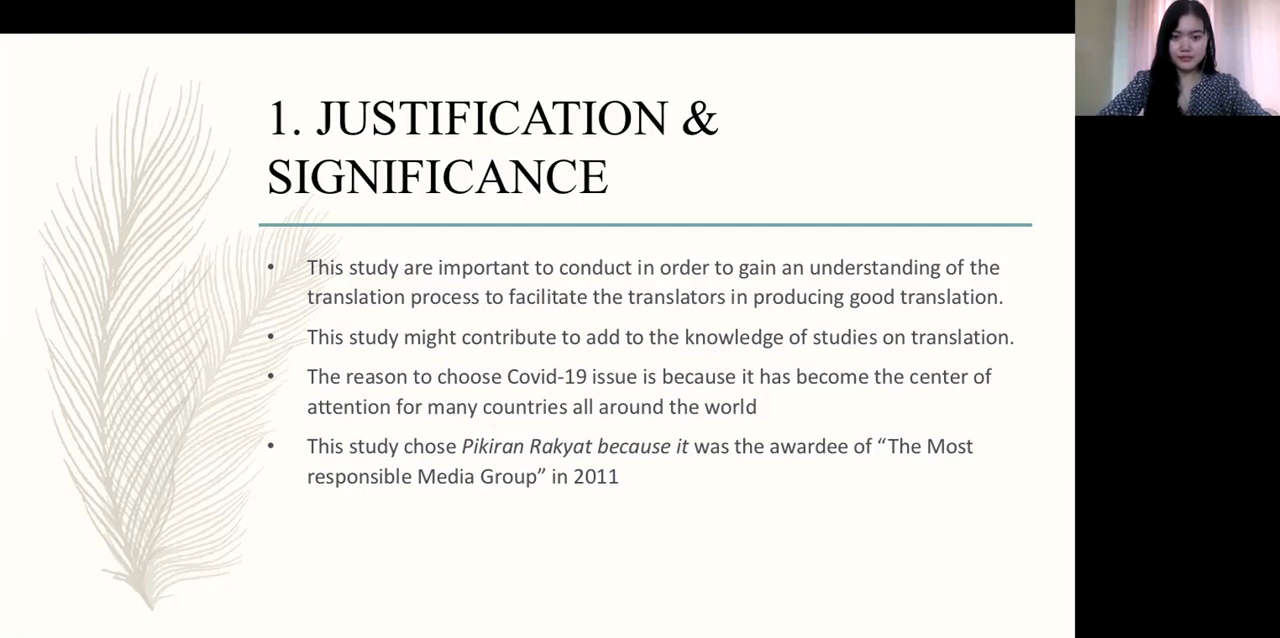 1. JUSTIFICATION &
SIGNIFICANCE
• This study are important to conduct in order to gain an understanding of the
translation process to facilitate the translators in producing good translation.
• This study might contribute to add to the knowledge of studies on translation.
• The reason to choose Covid-19 issue is because it has become the center of
attention for many countries all around the world
• This study chose Pikiran Rakyat because it was the awardee of “The Most
responsible Media Group” in 2011